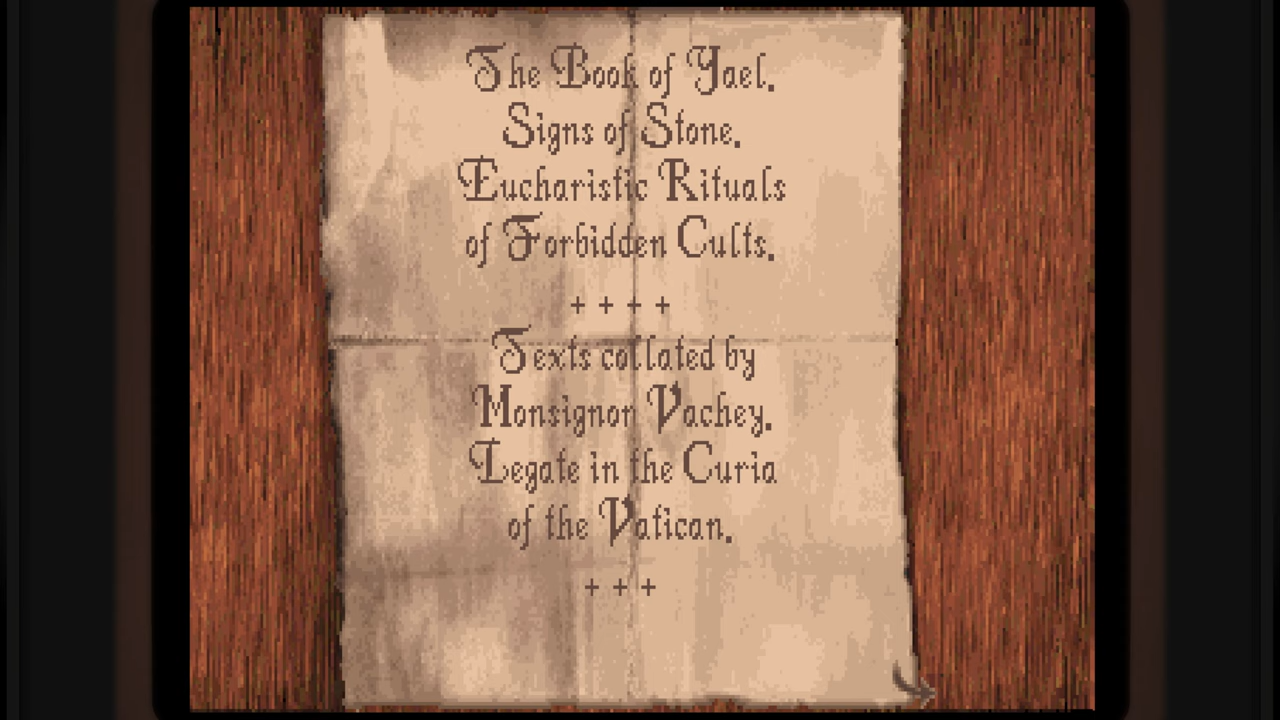 The Book of Yael.
Signs of Stone.
Eucharistic Rituals
of Forbidden Cults.
+ + + +
Texts collated by
Monsignor Vachey.
Legate in the Curia
of the Vatican.
+ + +